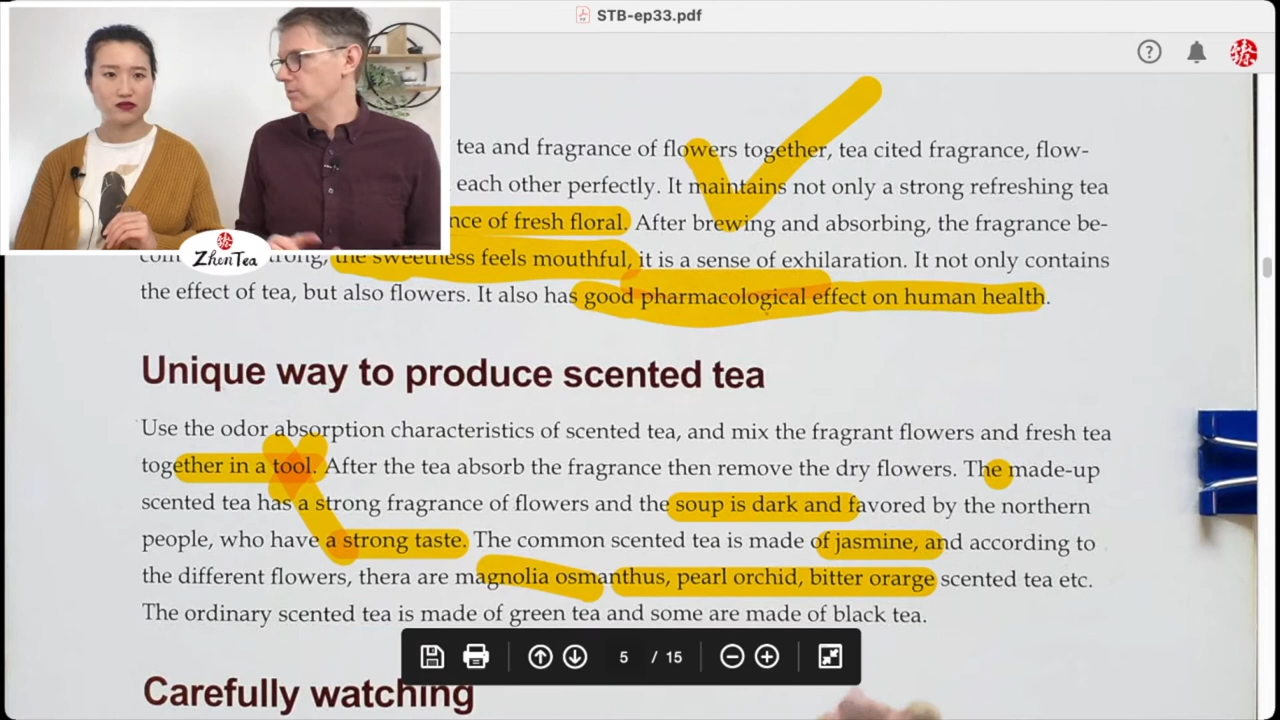 STB-ep33.pdf
ZhenTea
tea and fragrance of flowers together, tea cited fragrance, flow-
each other perfectly. It maintains not only a strong refreshing tea
nce of fresh floral. After brewing and absorbing, the fragrance be-
trong, the sweetness feels mouthful, it is a sense of exhilaration. It not only contains
the effect of tea, but also flowers. It also has good pharmacological effect on human health.
Unique way to produce scented tea
Use the odor absorption characteristics of scented tea, and mix the fragrant flowers and fresh tea
together in a tool. After the tea absorb the fragrance then remove the dry flowers. The made-up
scented tea has a strong fragrance of flowers and the soup is dark and favored by the northern
people, who have a strong taste. The common scented tea is made of jasmine, and according to
the different flowers, thera are magnolia osmanthus, pearl orchid, bitter orarge scented tea etc.
The ordinary scented tea is made of green tea and some are made of black tea.
5 / 15
Carefully watching